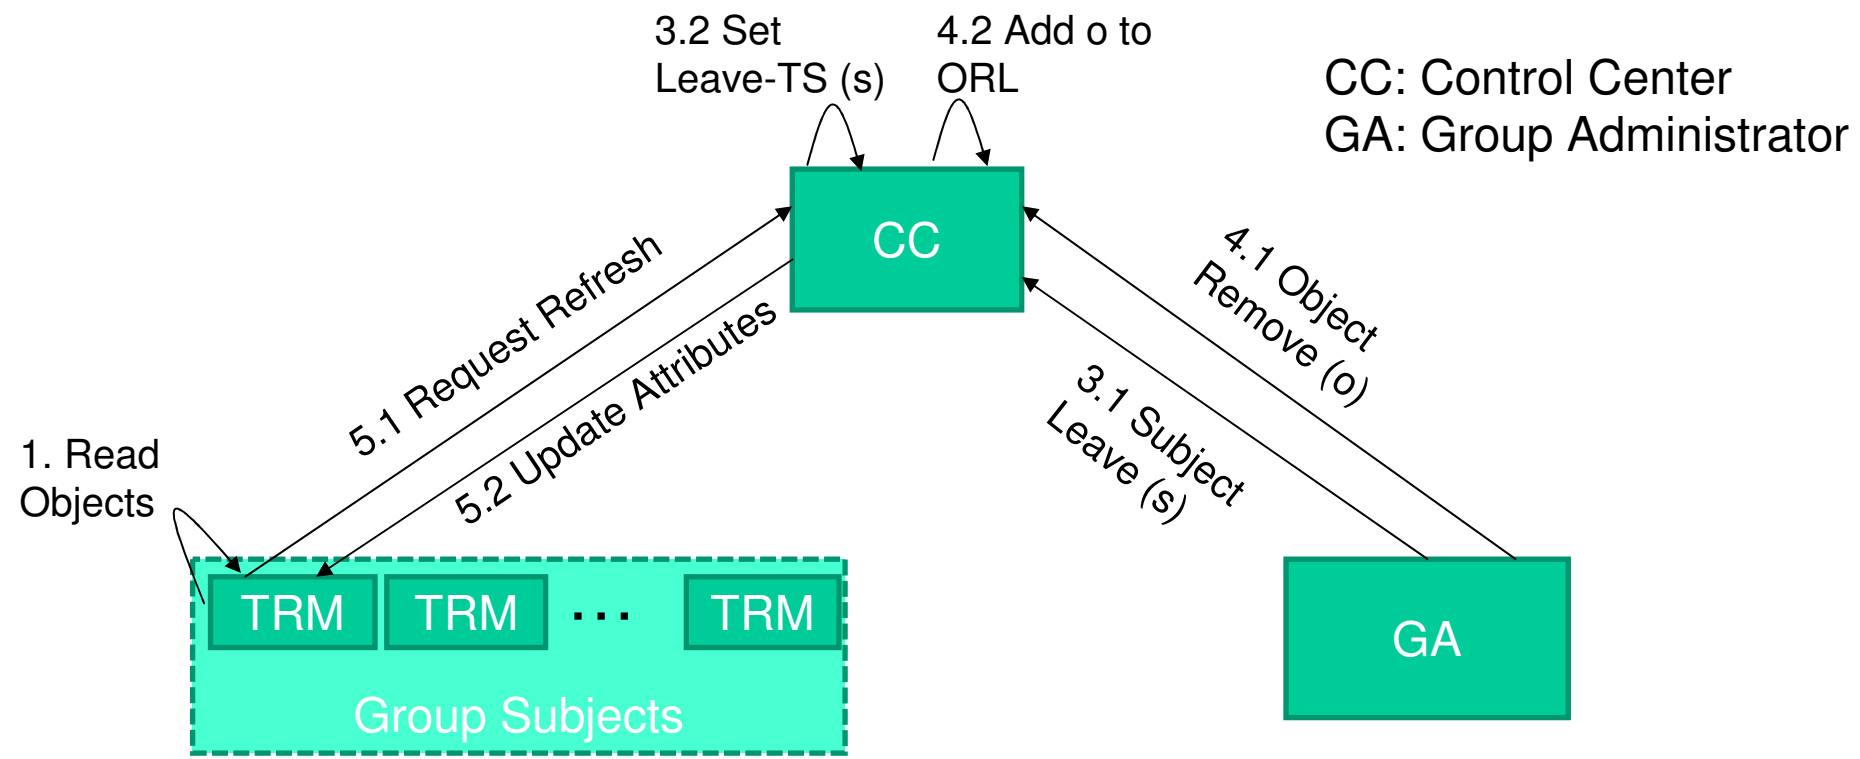 3.2 Set
Leave-TS (s)
4.2 Add o to
ORL
CC: Control Center
GA: Group Administrator
CC
5.1 Request Refresh
5.2 Update Attributes
4.1 Object
Remove (o)
3.1 Subject
Leave (s)
1. Read
Objects
TRM
TRM
...
TRM
Group Subjects
GA